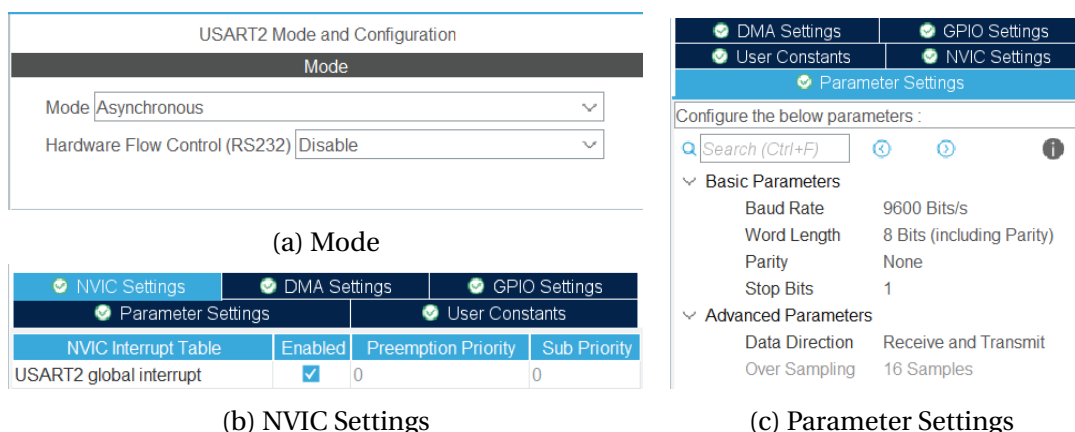 USART2 Mode and Configuration
Mode
Mode Asynchronous
Hardware Flow Control (RS232) Disable
(a) Mode
NVIC Settings DMA Settings GPIO Settings
Parameter Settings User Constants
NVIC Interrupt Table Enabled Preemption Priority Sub Priority
USART2 global interrupt 0 0
(b) NVIC Settings
DMA Settings GPIO Settings
User Constants NVIC Settings
Parameter Settings
Configure the below parameters :
Search (Ctrl+F)
Basic Parameters
Baud Rate 9600 Bits/s
Word Length 8 Bits (including Parity)
Parity None
Stop Bits 1
Advanced Parameters
Data Direction Receive and Transmit
Over Sampling 16 Samples
(c) Parameter Settings